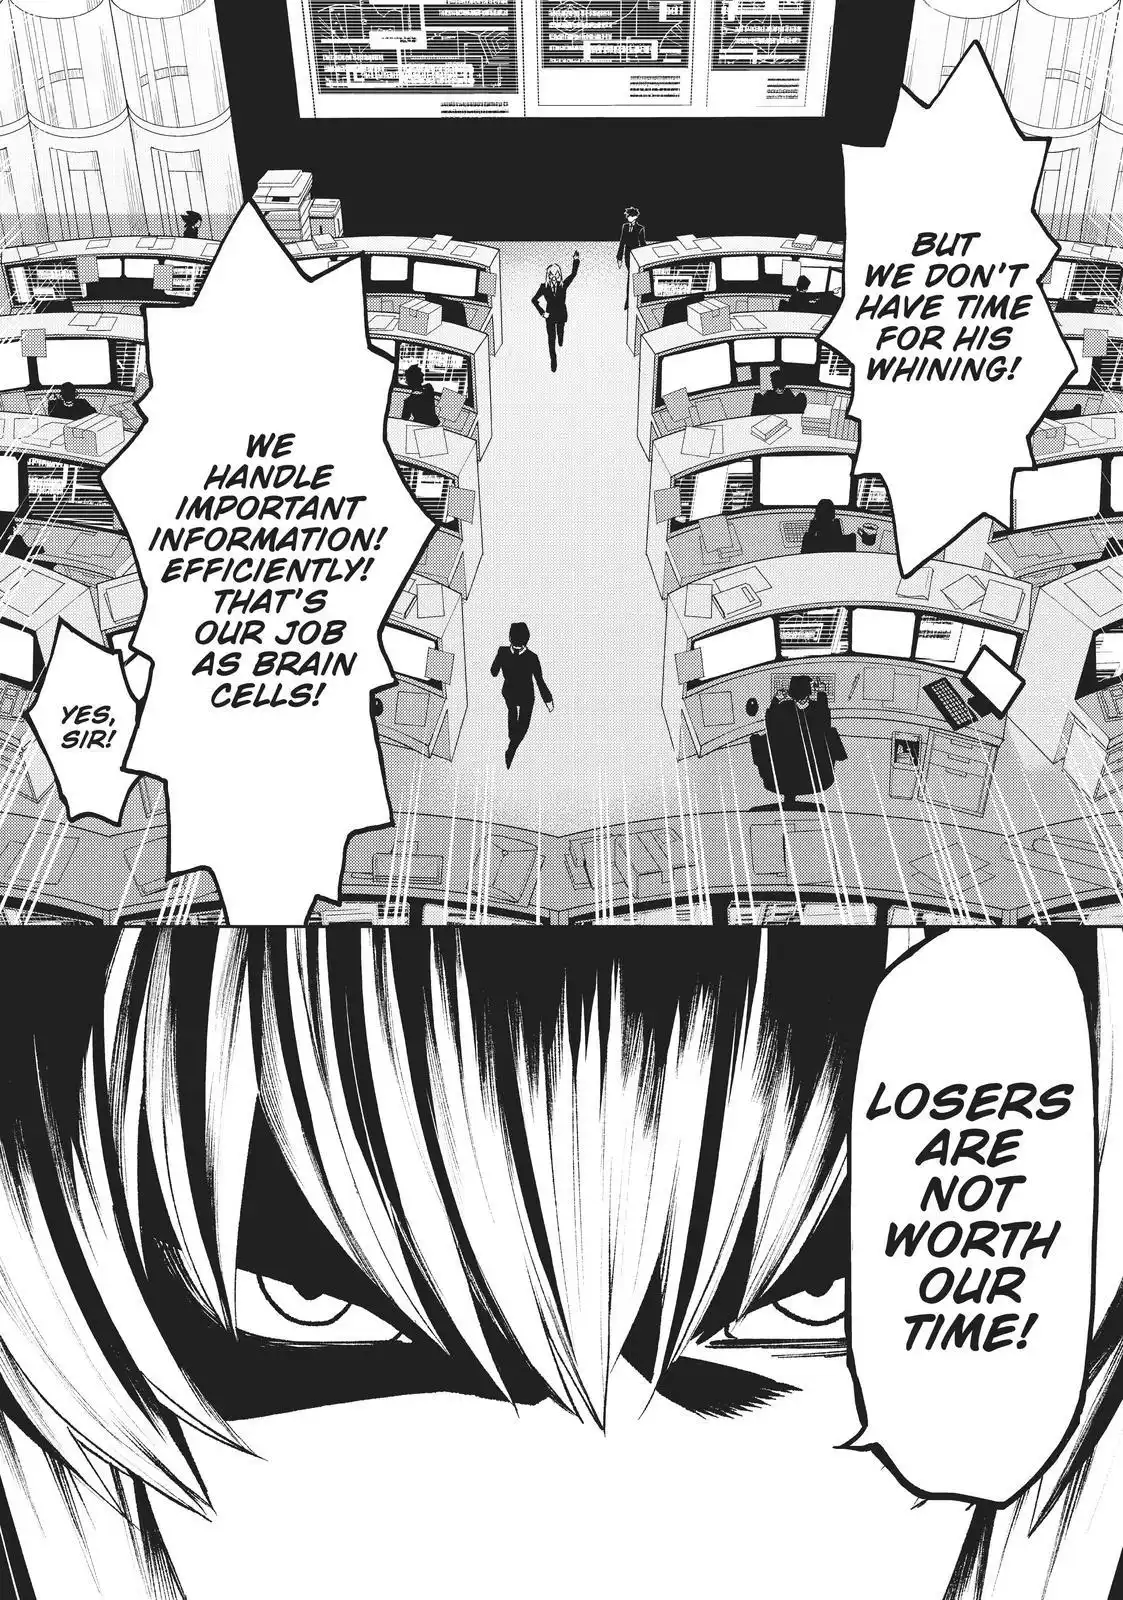 BUT
WE DON'T
HAVE TIME
FOR HIS
WHINING!
WE
HANDLE
IMPORTANT
INFORMATION!
EFFICIENTLY!
THAT'S
OUR JOB
AS BRAIN
CELLS!
YES,
SIR!
LOSERS
ARE
NOT
WORTH
OUR
TIME!